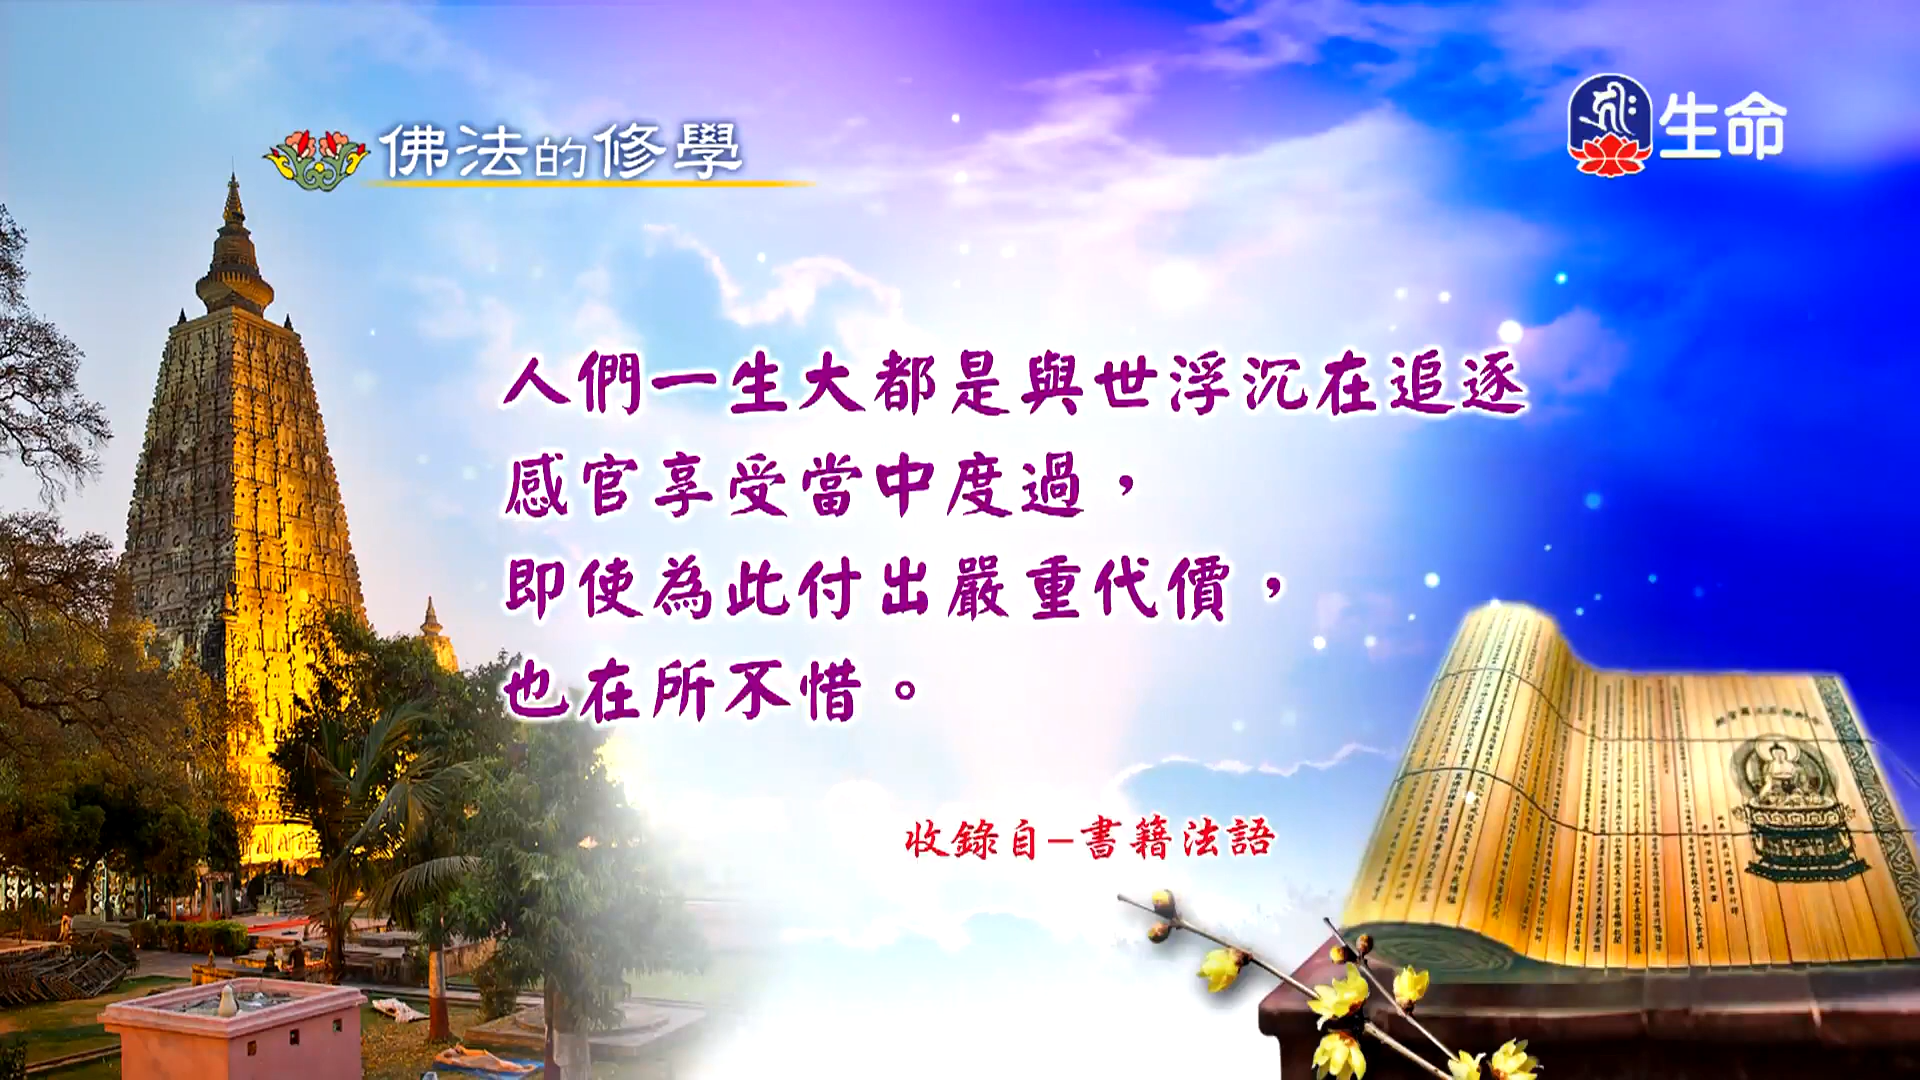 佛法的修學
生命
人們一生大都是與世浮沉在追逐
感官享受當中度過，
即使為此付出嚴重代價，
也在所不惜。
收錄自–書籍法語